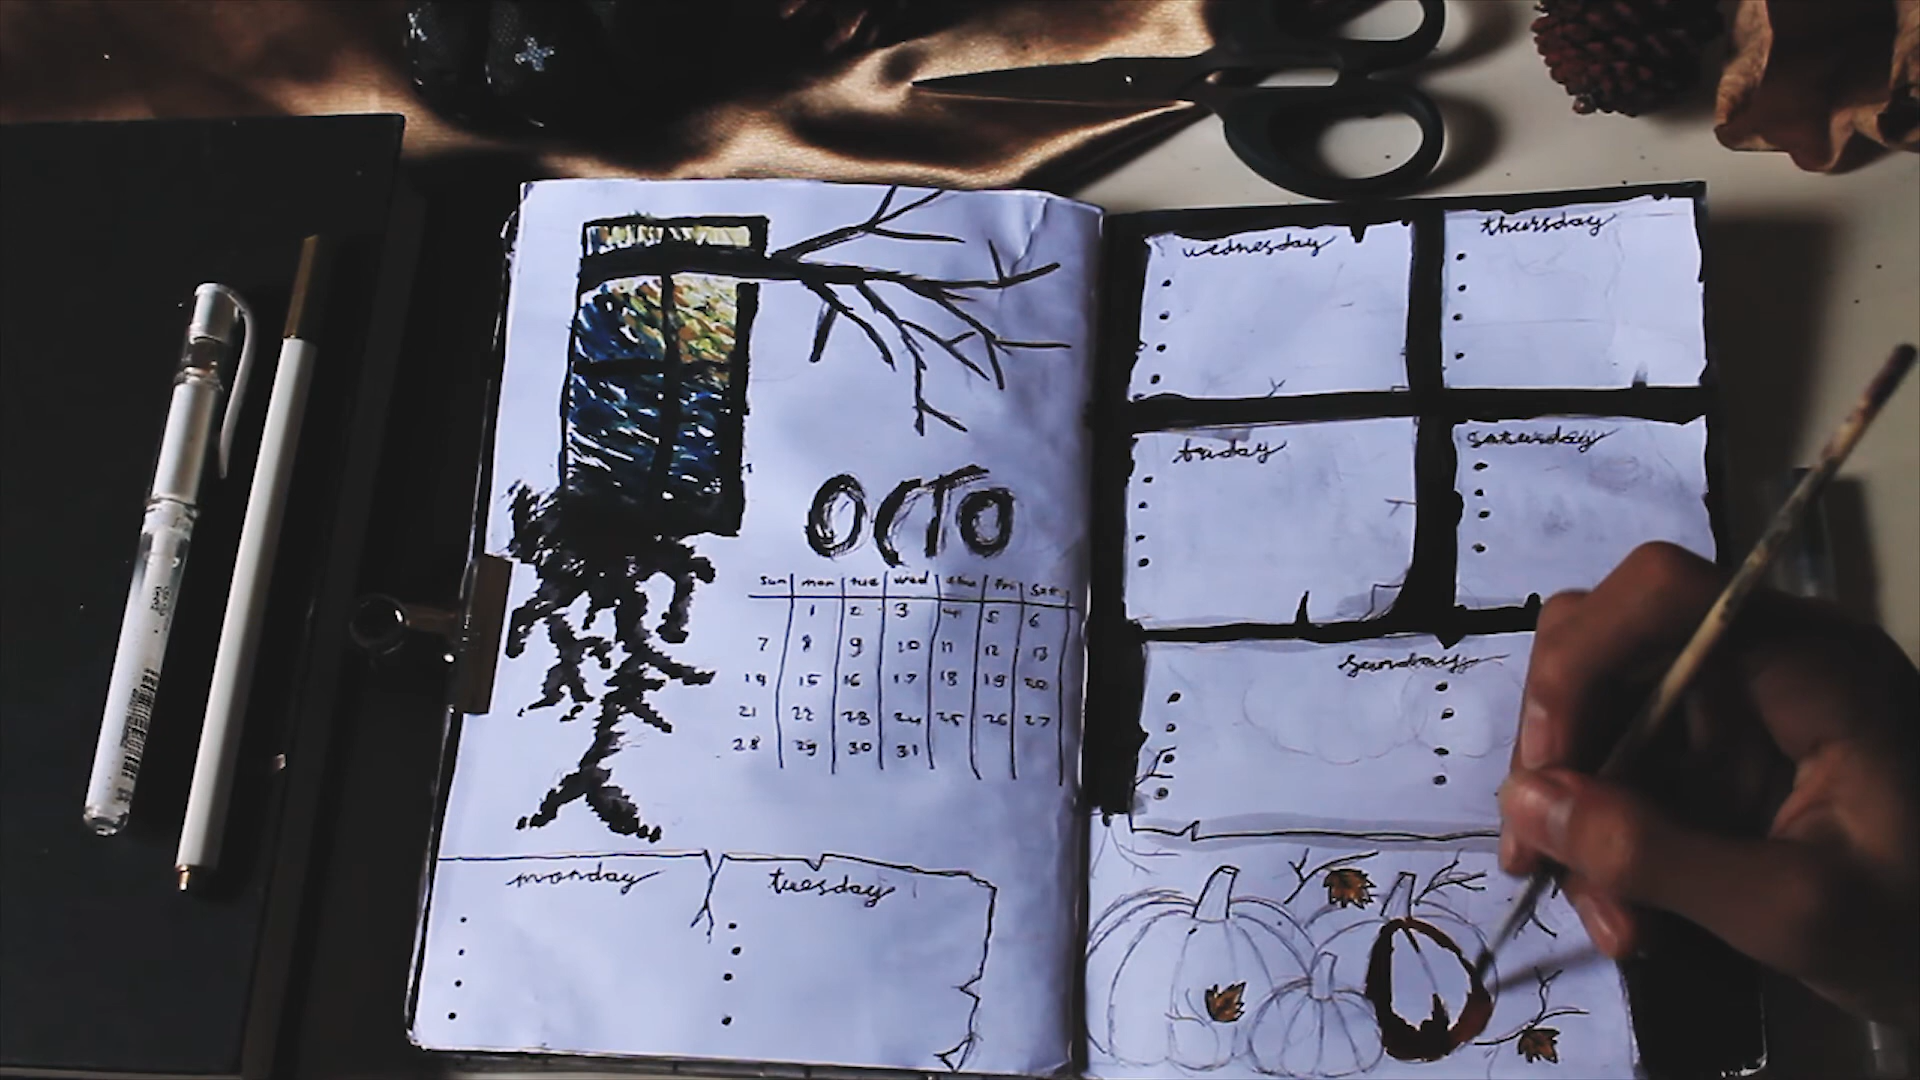 OCTO
sun mon tue wed thu fri sat
1 2 3 4 5 6
7 8 9 10 11 12 13
14 15 16 17 18 19 20
21 22 23 24 25 26 27
28 29 30 31
monday tuesday
wednesday thursday
friday saturday
sunday